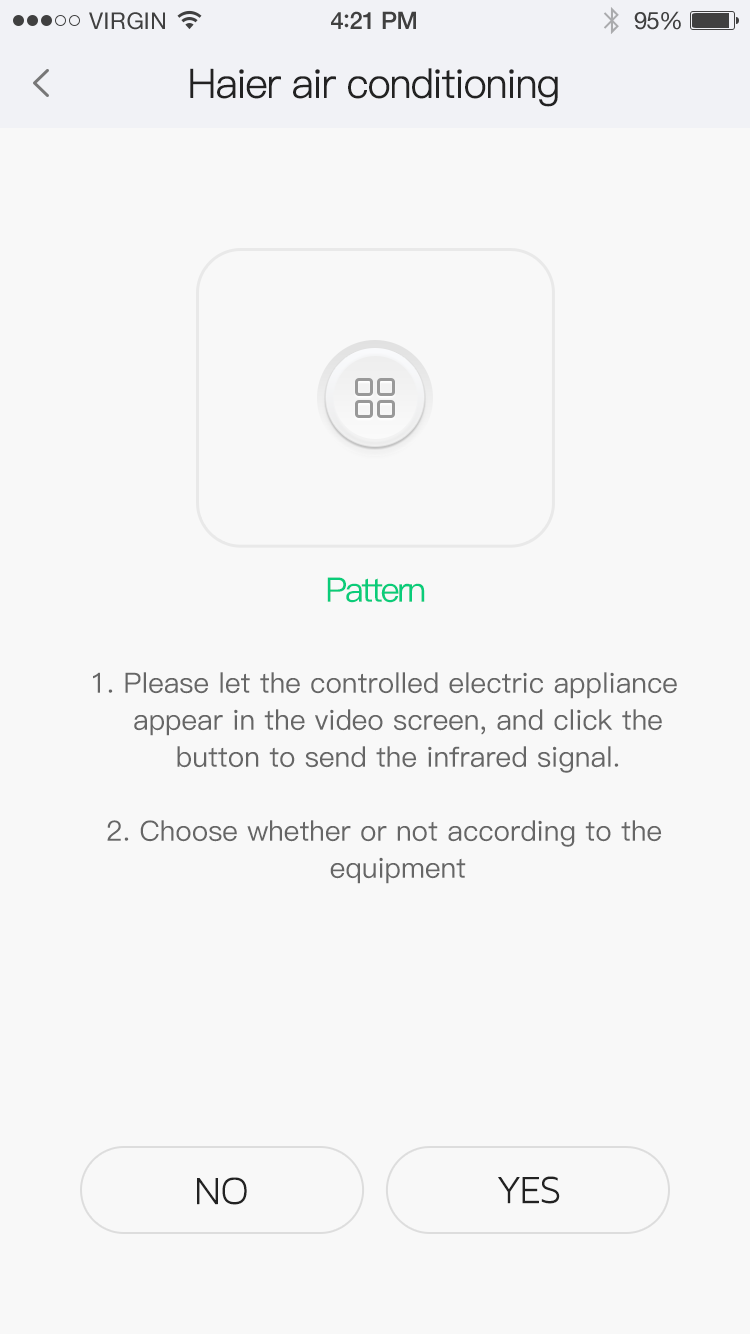 VIRGIN 4:21 PM 95%
Haier air conditioning
Pattern
1. Please let the controlled electric appliance
appear in the video screen, and click the
button to send the infrared signal.
2. Choose whether or not according to the
equipment
NO YES